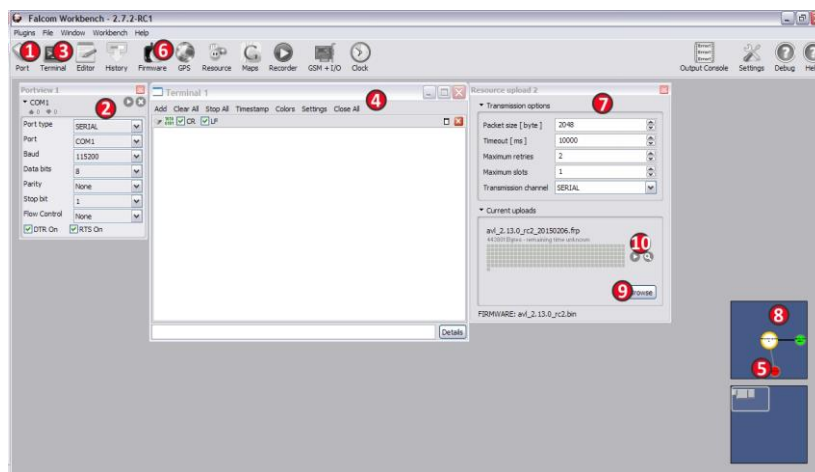 Falcom Workbench - 2.7.2-RC1
Plugins File Window Workbench Help
1 3 6
Port Terminal Editor History Firmware GPS Resource Maps Recorder GSM + I/O Clock Output Console Settings Debug
Portview 1
COM1
2
Port type SERIAL
Port COM1
Baud 115200
Data bits 8
Parity None
Stop bit 1
Flow Control None
DTR On RTS On
Terminal 1
4
Add Clear All Stop All Timestamp Colors Settings Close All
CR LF
Details
Resource upload 2
7
Transmission options
Packet size [ byte ] 2048
Timeout [ ms ] 10000
Maximum retries 2
Maximum slots 1
Transmission channel SERIAL
Current uploads
avl_2.13.0_rc2_20150206.frp
remaining time unknown
10
9
FIRMWARE: avl_2.13.0_rc2.bin
8
5